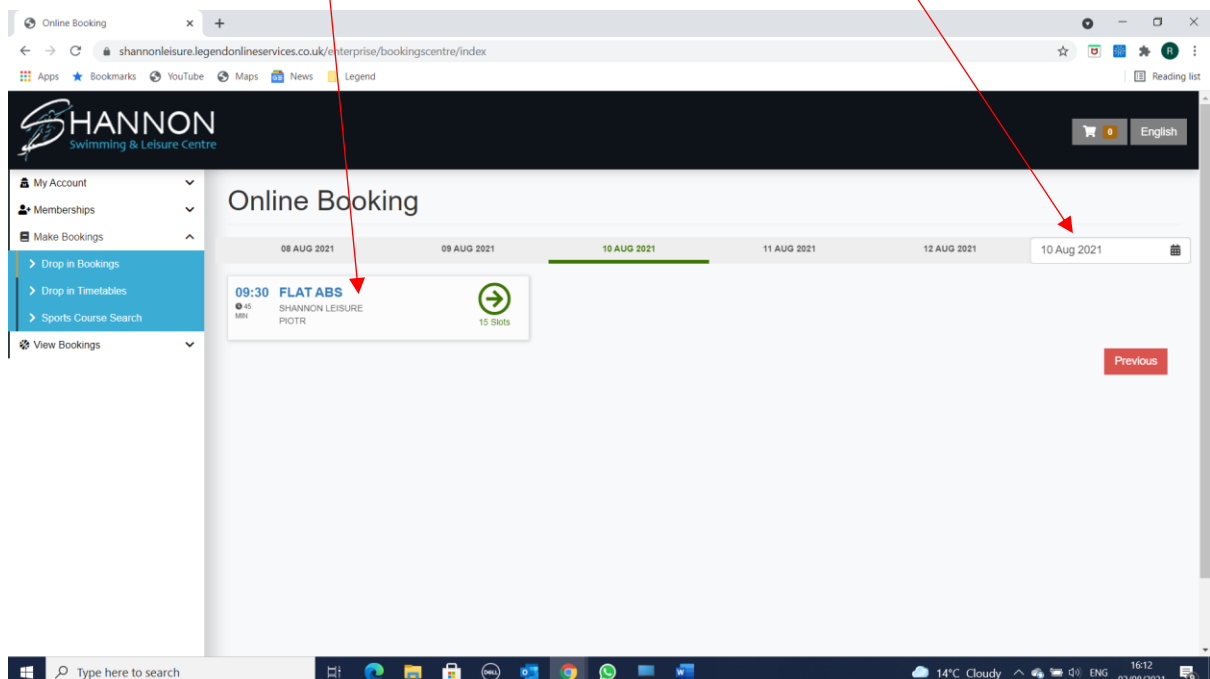 Online Booking
shannonleisure.legendonlineservices.co.uk/enterprise/bookingscentre/index
R
Apps Bookmarks YouTube Maps GB News Legend Reading list
SHANNON
Swimming & Leisure Centre
0 English
My Account
Memberships
Make Bookings
Drop in Bookings
Drop in Timetables
Sports Course Search
View Bookings
Online Booking
08 AUG 2021 09 AUG 2021 10 AUG 2021 11 AUG 2021 12 AUG 2021 10 Aug 2021
09:30 FLAT ABS
45 MIN
SHANNON LEISURE
PIOTR
15 Slots
Previous
Type here to search
DELL
14°C Cloudy ENG 16:12